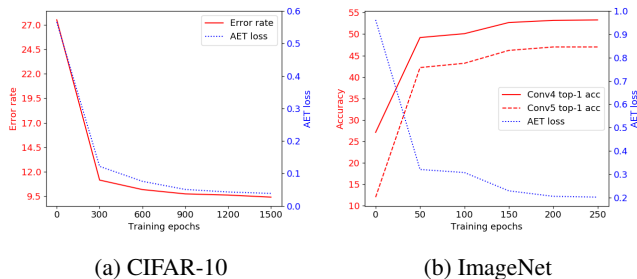 27.0
24.5
22.0
19.5
17.0
14.5
12.0
9.5
Error rate
0 300 600 900 1200 1500
Training epochs
0.6
0.5
0.4
0.3
0.2
0.1
0.0
AET loss
Error rate
AET loss
(a) CIFAR-10
55
50
45
40
35
30
25
20
15
10
Accuracy
0 50 100 150 200 250
Training epochs
1.0
0.9
0.8
0.7
0.6
0.5
0.4
0.3
0.2
AET loss
Conv4 top-1 acc
Conv5 top-1 acc
AET loss
(b) ImageNet